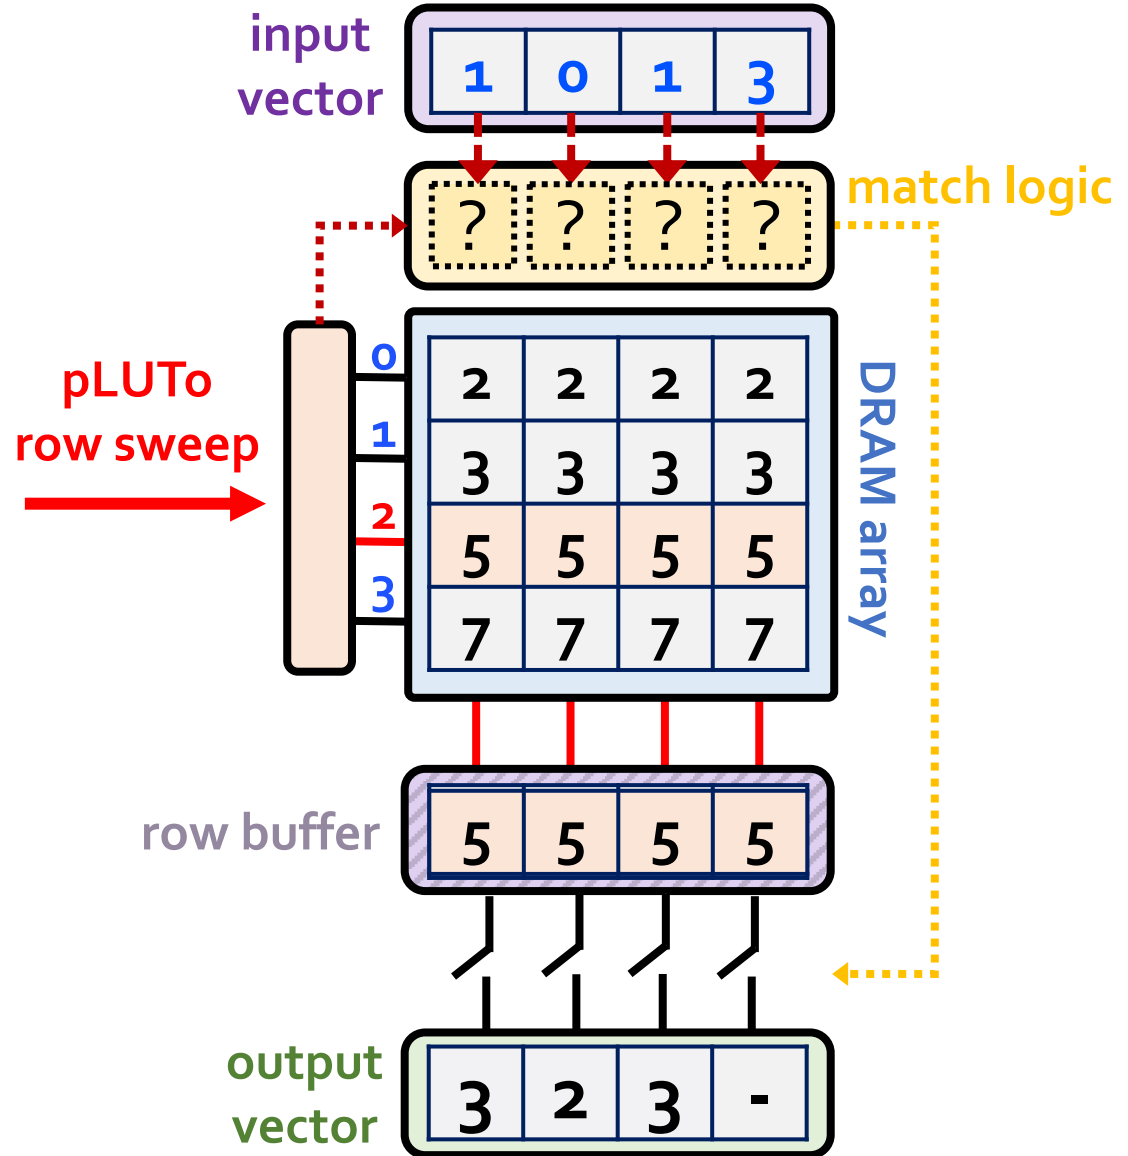 input
vector
1 0 1 3
match logic
? ? ? ?
pLUTo
row sweep
0
2 2 2 2
1
3 3 3 3
2
5 5 5 5
3
7 7 7 7
DRAM array
row buffer
5 5 5 5
output
vector
3 2 3 -